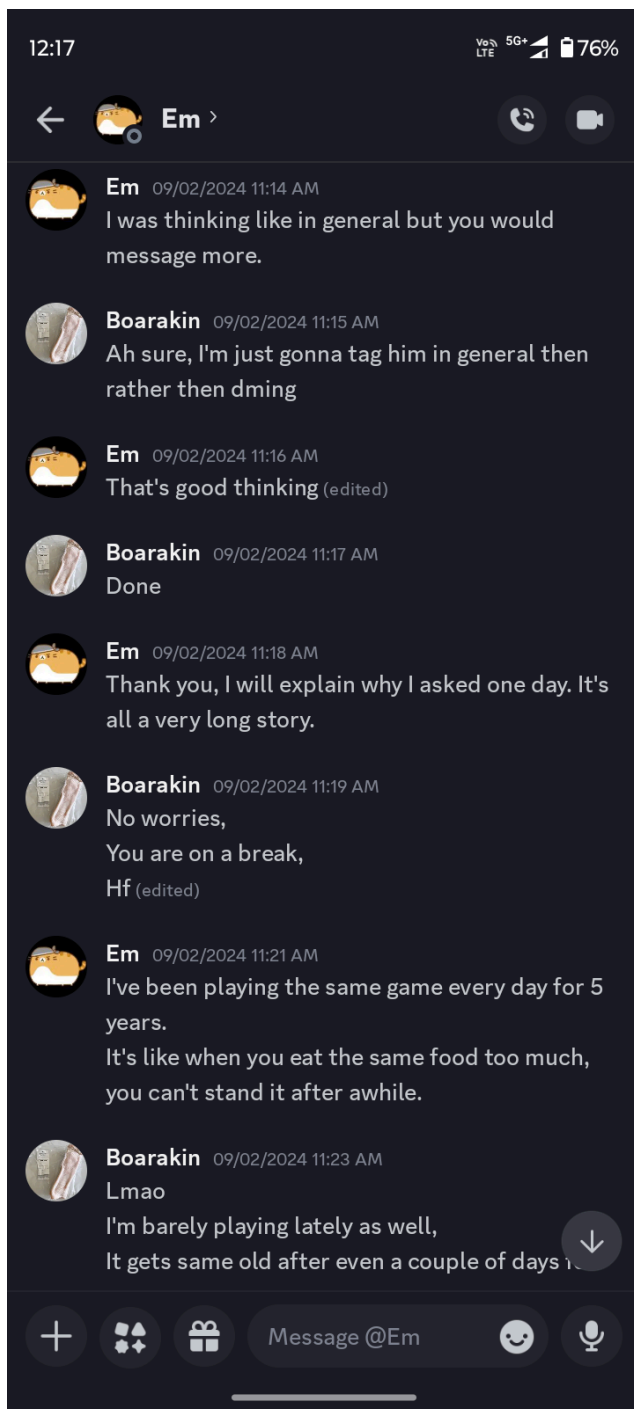 12:17
Vo LTE 5G+ 76%
Em
Em 09/02/2024 11:14 AM
I was thinking like in general but you would
message more.
Boarakin 09/02/2024 11:15 AM
Ah sure, I'm just gonna tag him in general then
rather then dming
Em 09/02/2024 11:16 AM
That's good thinking (edited)
Boarakin 09/02/2024 11:17 AM
Done
Em 09/02/2024 11:18 AM
Thank you, I will explain why I asked one day. It's
all a very long story.
Boarakin 09/02/2024 11:19 AM
No worries,
You are on a break,
Hf (edited)
Em 09/02/2024 11:21 AM
I've been playing the same game every day for 5
years.
It's like when you eat the same food too much,
you can't stand it after awhile.
Boarakin 09/02/2024 11:23 AM
Lmao
I'm barely playing lately as well,
It gets same old after even a couple of days
Message @Em